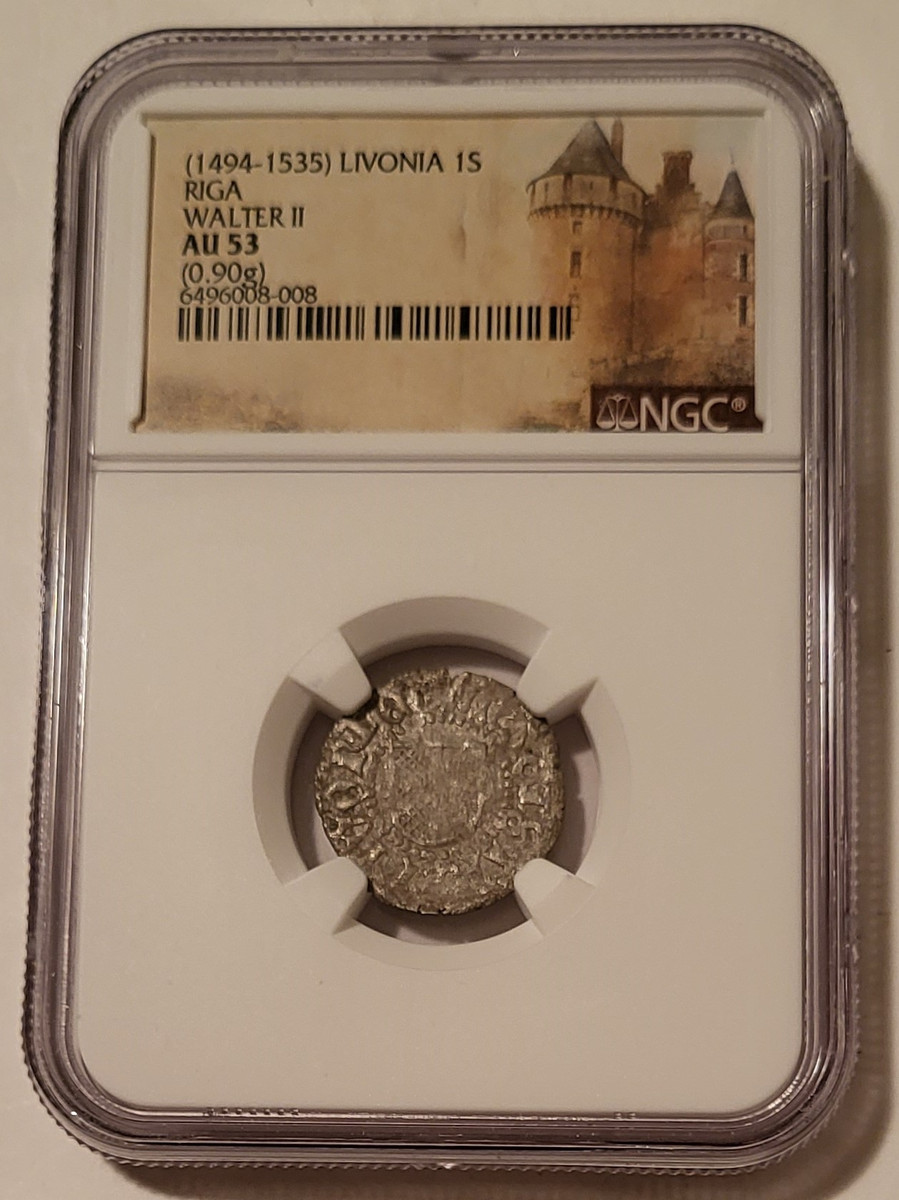 (1494-1535) LIVONIA 1S
RIGA
WALTER II
AU 53
(0.90g)
6496008-008
NGC®